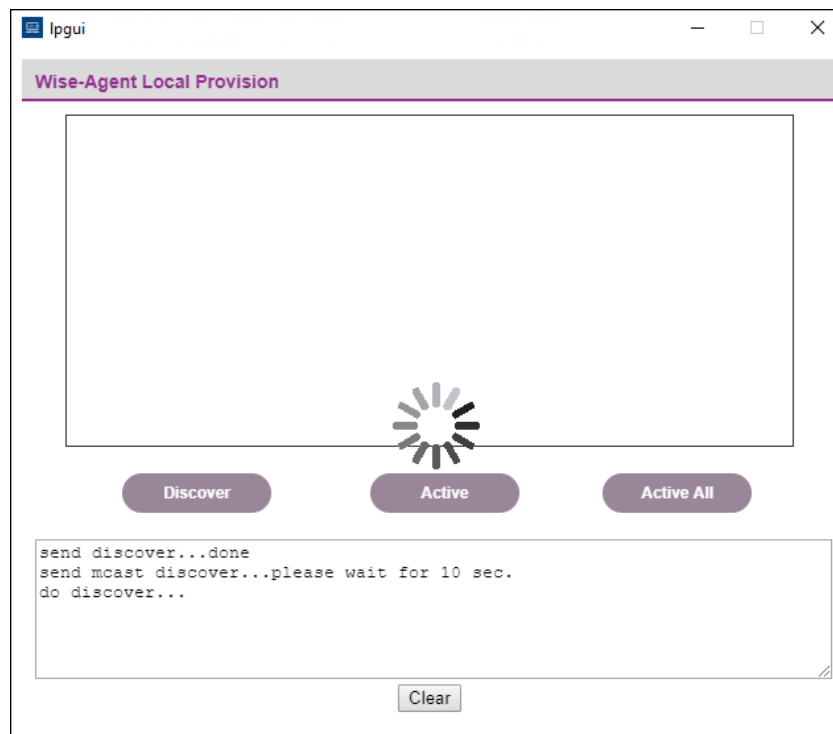 lpgui
Wise-Agent Local Provision
Discover
Active
Active All
send discover...done
send mcast discover...please wait for 10 sec.
do discover...
Clear